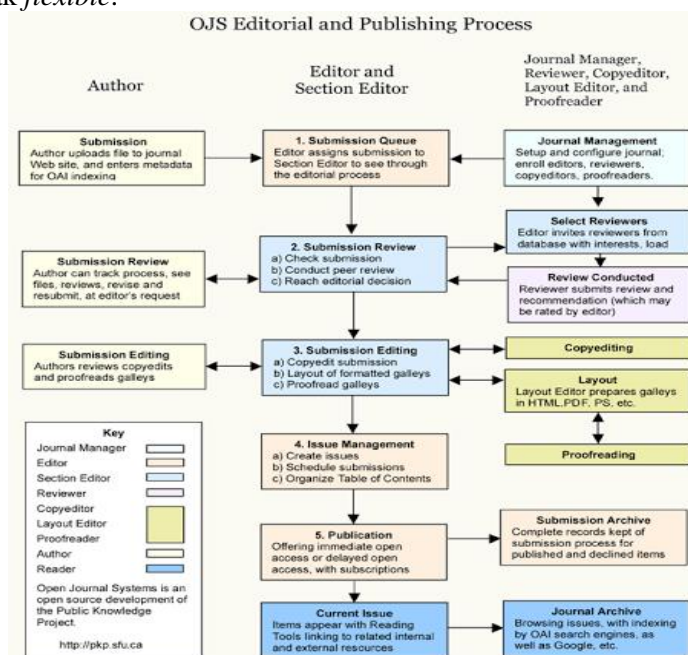 flexible.
OJS Editorial and Publishing Process
Author
Editor and
Section Editor
Journal Manager,
Reviewer, Copyeditor,
Layout Editor, and
Proofreader
Submission
Author uploads file to journal
Web site, and enters metadata
for OAI indexing
1. Submission Queue
Editor assigns submission to
Section Editor to see through
the editorial process
Journal Management
Setup and configure journal;
enroll editors, reviewers,
copyeditors, proofreaders.
Select Reviewers
Editor invites reviewers from
database with interests, load
Submission Review
Author can track process, see
files, reviews, revise and
resubmit, at editor's request
2. Submission Review
a) Check submission
b) Conduct peer review
c) Reach editorial decision
Review Conducted
Reviewer submits review and
recommendation (which may
be rated by editor)
Submission Editing
Authors reviews copyedits
and proofreads galleys
3. Submission Editing
a) Copyedit submission
b) Layout of formatted galleys
c) Proofread galleys
Copyediting
Layout
Layout Editor prepares galleys
in HTML.PDF, PS, etc.
Proofreading
Key
Journal Manager
Editor
Section Editor
Reviewer
Copyeditor
Layout Editor
Proofreader
Author
Reader
Open Journal Systems is an
open source development of
the Public Knowledge
Project.
http://pkp.sfu.ca
4. Issue Management
a) Create issues
b) Schedule submissions
c) Organize Table of Contents
5. Publication
Offering immediate open
access or delayed open
access, with subscriptions
Submission Archive
Complete records kept of
submission process for
published and declined items
Current Issue
Items appear with Reading
Tools linking to related internal
and external resources
Journal Archive
Browsing issues, with indexing
by OAI search engines, as
well as Google, etc.